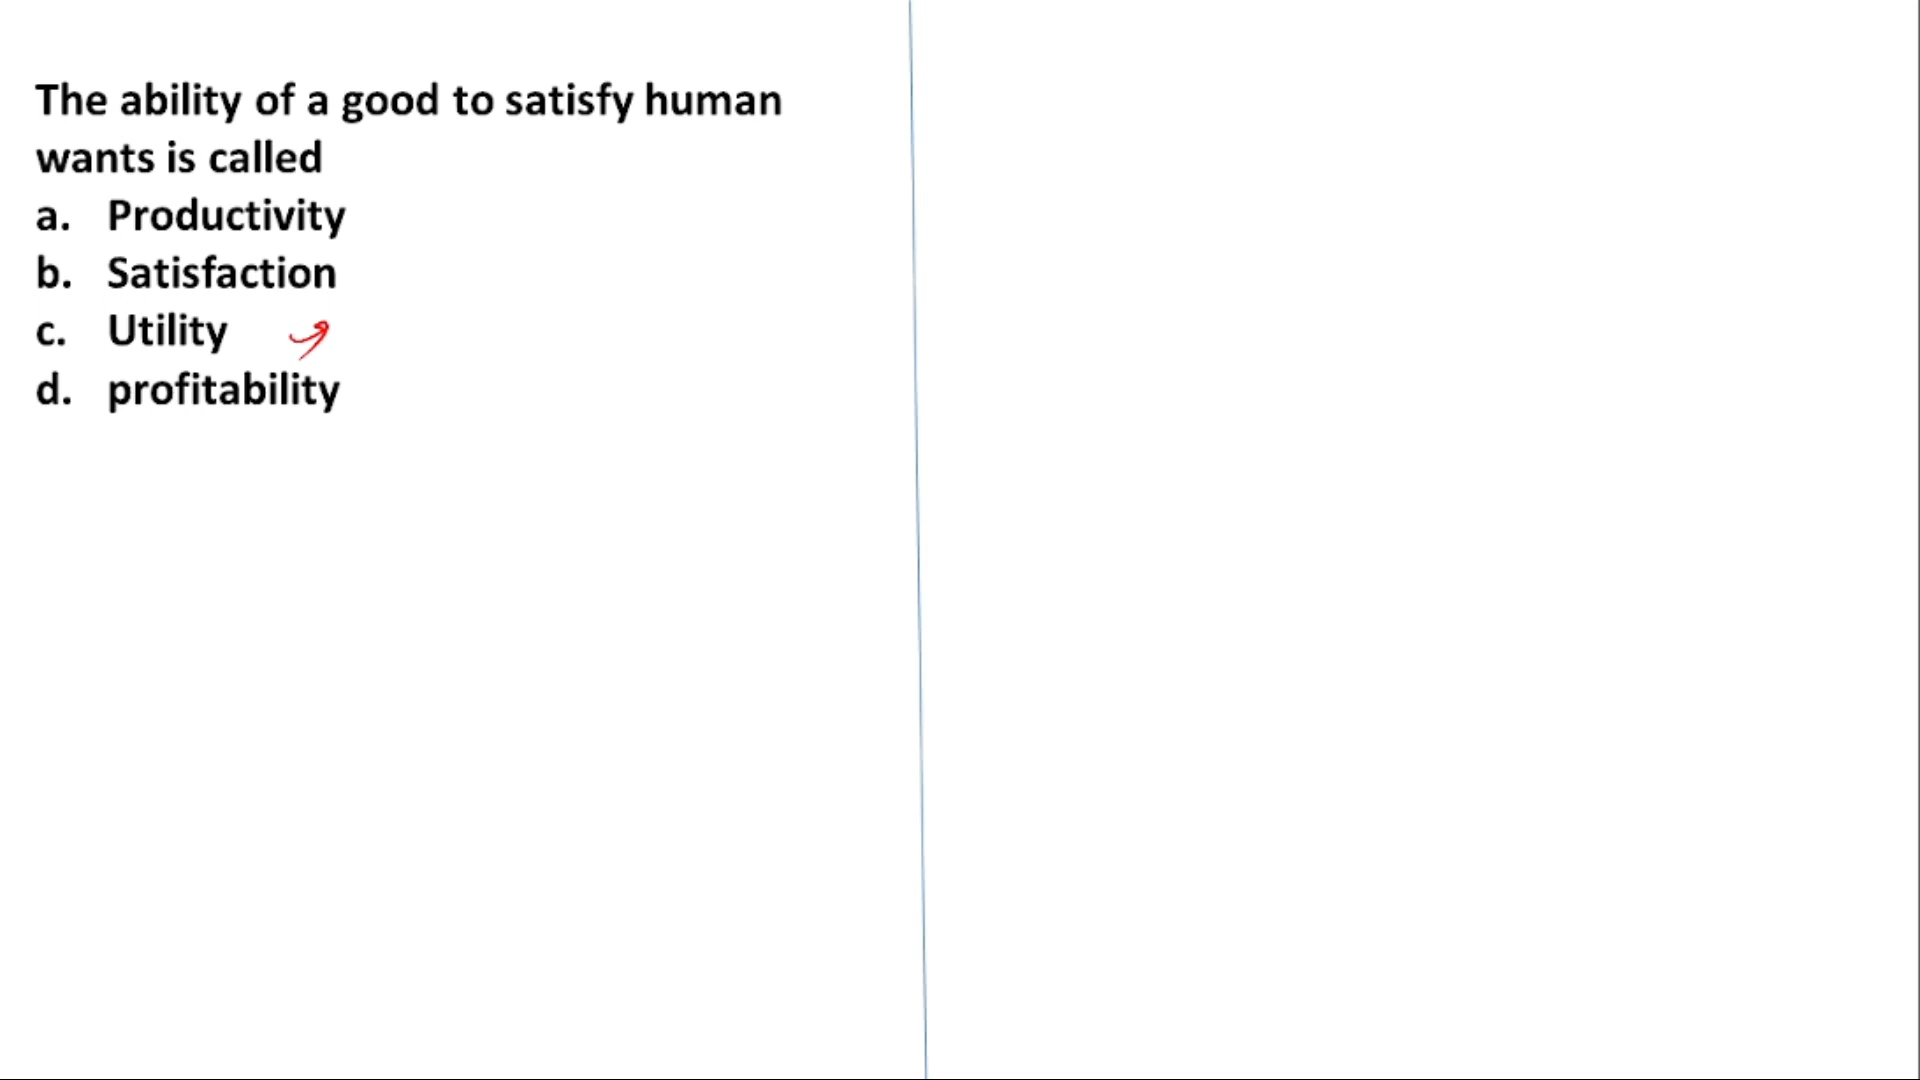 The ability of a good to satisfy human
wants is called
a. Productivity
b. Satisfaction
c. Utility
d. profitability